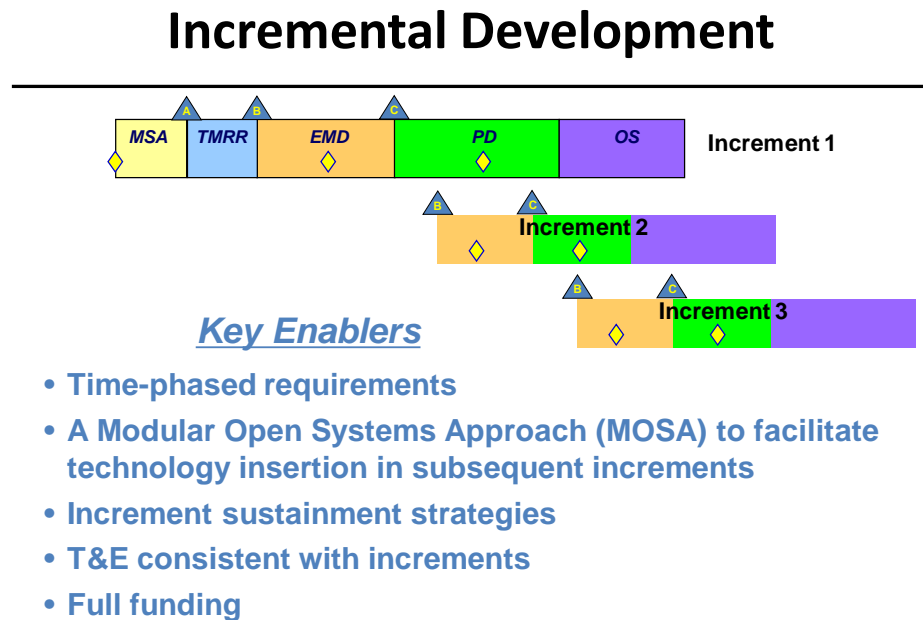 Incremental Development
A B C
MSA TMRR EMD PD OS Increment 1
B C
Increment 2
B C
Increment 3
Key Enablers
• Time-phased requirements
• A Modular Open Systems Approach (MOSA) to facilitate
technology insertion in subsequent increments
• Increment sustainment strategies
• T&E consistent with increments
• Full funding